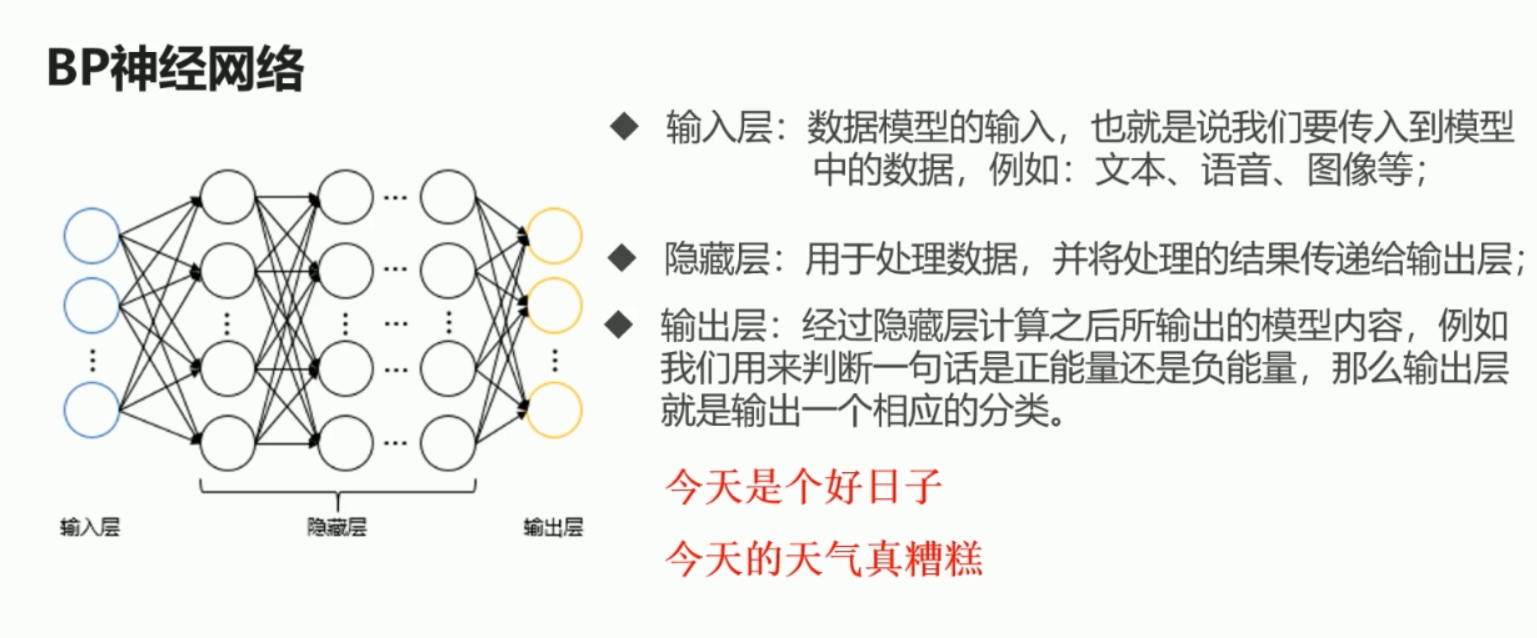 BP神经网络
◆ 输入层：数据模型的输入，也就是说我们要传入到模型
中的数据，例如：文本、语音、图像等；
◆ 隐藏层：用于处理数据，并将处理的结果传递给输出层；
◆ 输出层：经过隐藏层计算之后所输出的模型内容，例如
我们用来判断一句话是正能量还是负能量，那么输出层
就是输出一个相应的分类。
今天是个好日子
今天的天气真糟糕
输入层
隐藏层
输出层